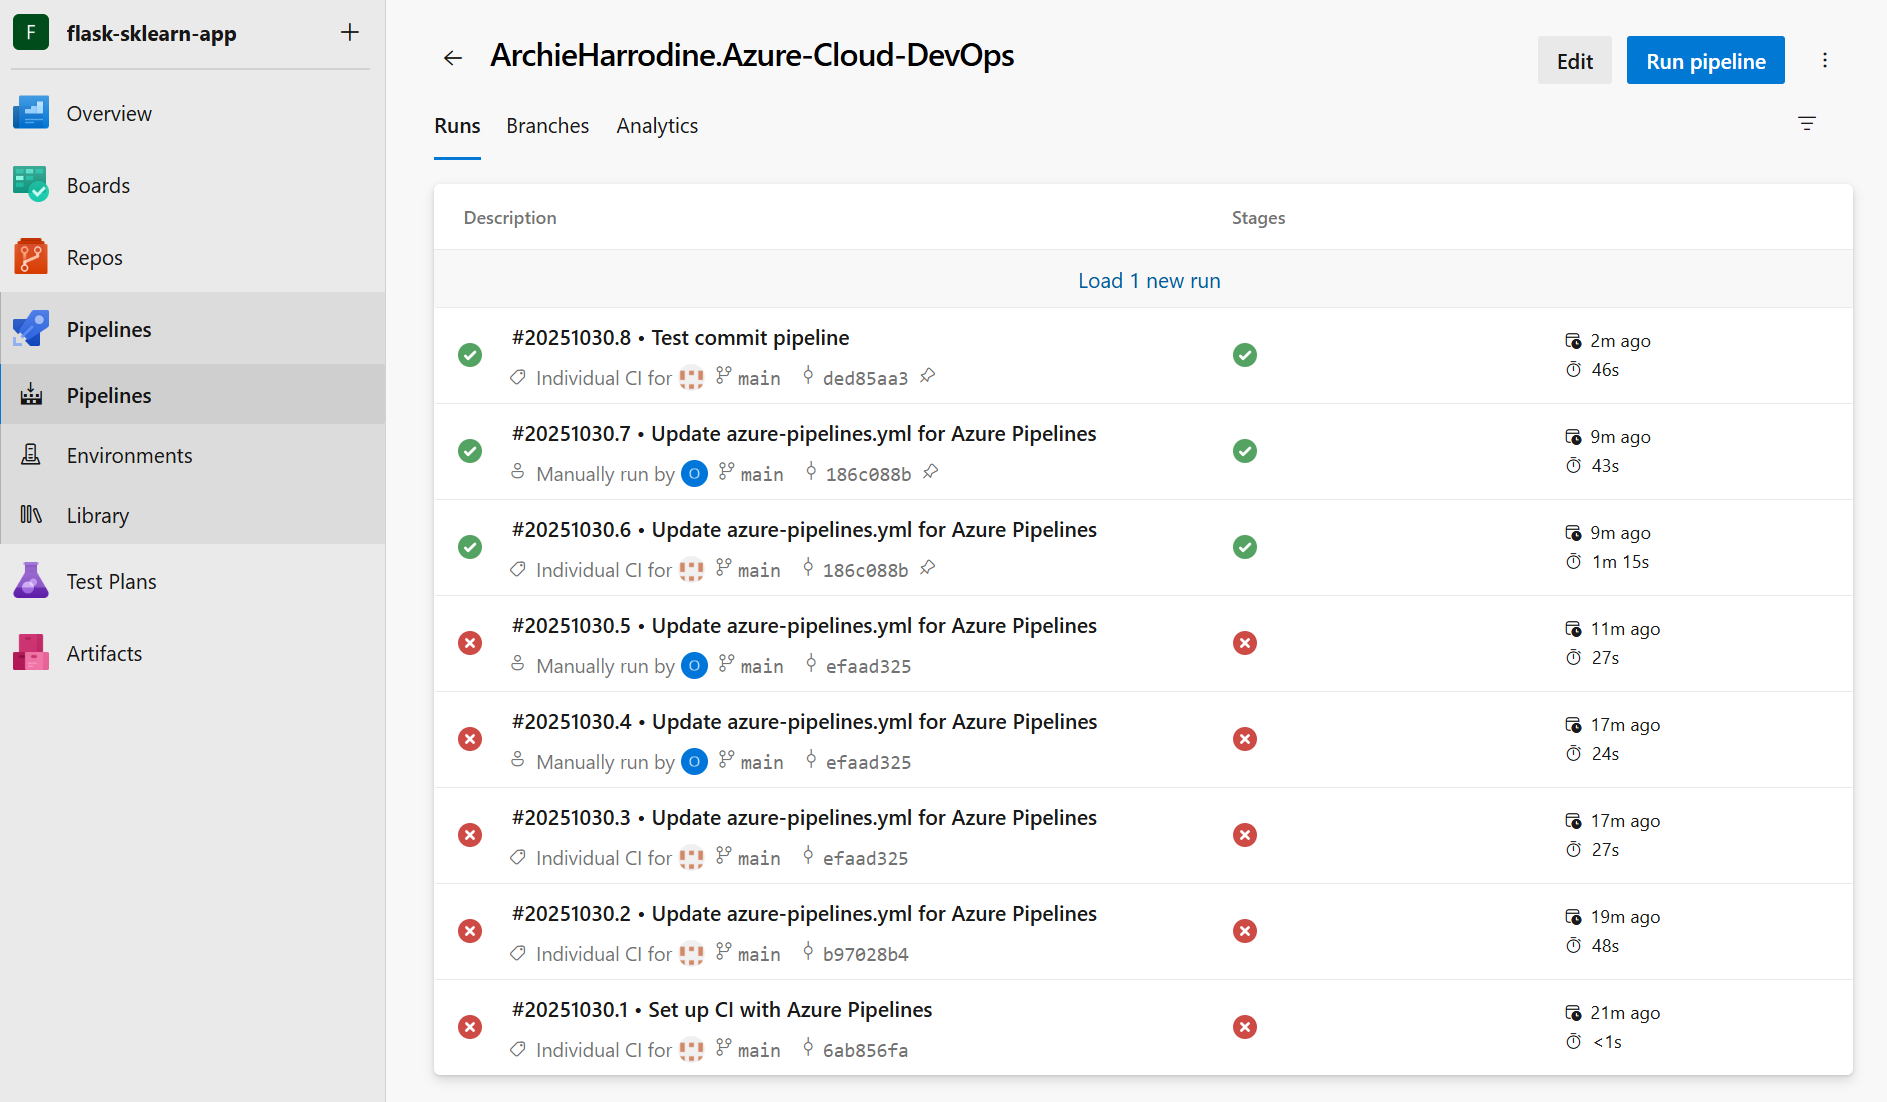 F flask-sklearn-app +
Overview
Boards
Repos
Pipelines
Pipelines
Environments
Library
Test Plans
Artifacts
ArchieHarrodine.Azure-Cloud-DevOps
Edit
Run pipeline
Runs Branches Analytics
Description Stages
Load 1 new run
#20251030.8 • Test commit pipeline
Individual CI for main ded85aa3
2m ago
46s
#20251030.7 • Update azure-pipelines.yml for Azure Pipelines
Manually run by O main 186c088b
9m ago
43s
#20251030.6 • Update azure-pipelines.yml for Azure Pipelines
Individual CI for main 186c088b
9m ago
1m 15s
#20251030.5 • Update azure-pipelines.yml for Azure Pipelines
Manually run by O main efaad325
11m ago
27s
#20251030.4 • Update azure-pipelines.yml for Azure Pipelines
Manually run by O main efaad325
17m ago
24s
#20251030.3 • Update azure-pipelines.yml for Azure Pipelines
Individual CI for main efaad325
17m ago
27s
#20251030.2 • Update azure-pipelines.yml for Azure Pipelines
Individual CI for main b97028b4
19m ago
48s
#20251030.1 • Set up CI with Azure Pipelines
Individual CI for main 6ab856fa
21m ago
<1s